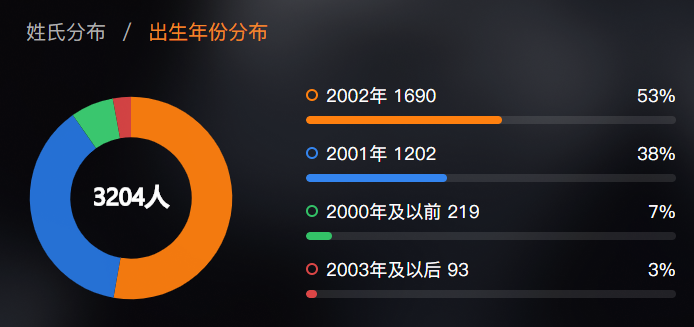 姓氏分布 / 出生年份分布
3204人
2002年 1690 53%
2001年 1202 38%
2000年及以前 219 7%
2003年及以后 93 3%